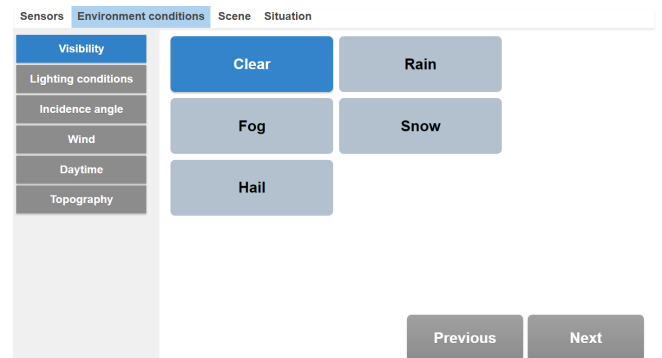 Sensors Environment conditions Scene Situation
Visibility
Lighting conditions
Incidence angle
Wind
Daytime
Topography
Clear Rain
Fog Snow
Hail
Previous Next